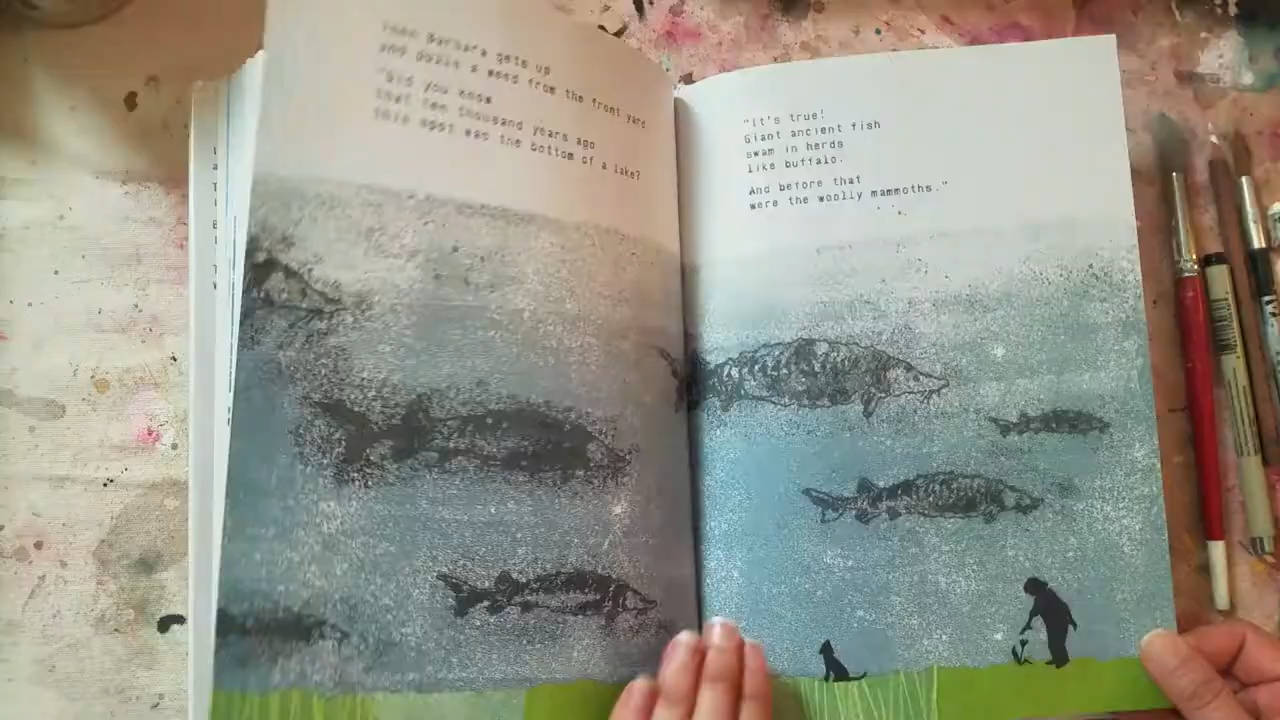 Then Barbara gets up
and pulls a weed from the front yard
"Did you know
that ten thousand years ago
this spot was the bottom of a lake?
"It's true!
Giant ancient fish
swam in herds
like buffalo.
And before that
were the woolly mammoths."